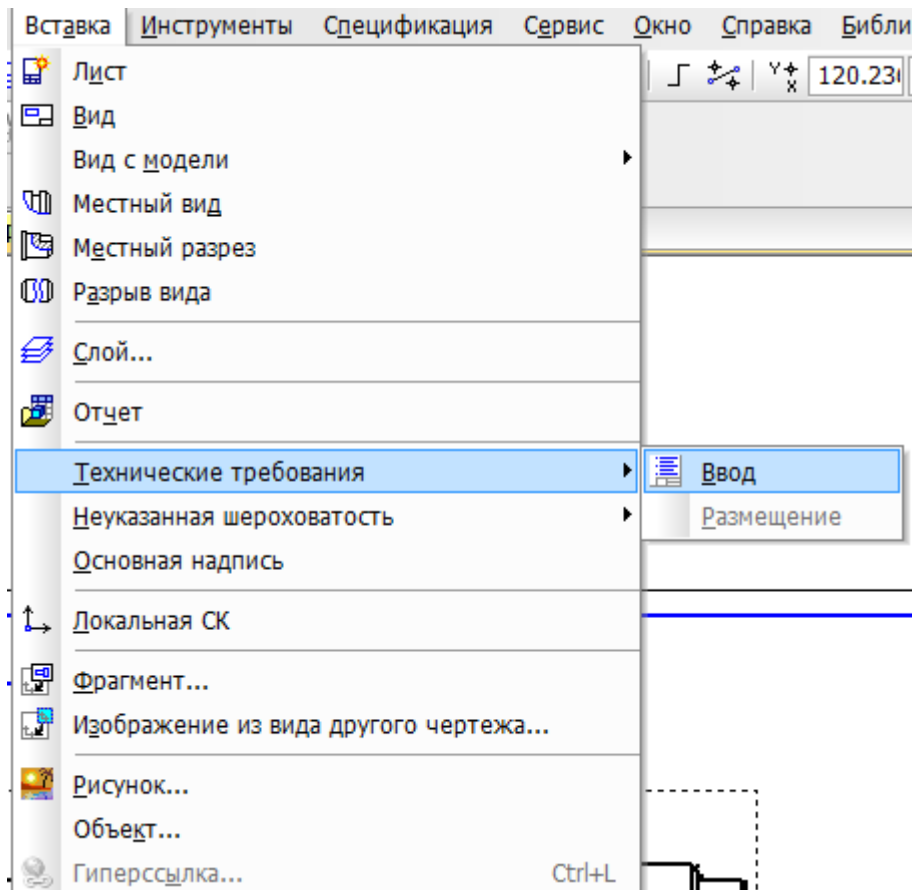 Вставка Инструменты Спецификация Сервис Окно Справка Библи
Лист
Y X 120.23
Вид
Вид с модели
Местный вид
Местный разрез
Разрыв вида
Слой...
Отчет
Технические требования
Ввод
Неуказанная шероховатость
Размещение
Основная надпись
Локальная СК
Фрагмент...
Изображение из вида другого чертежа...
Рисунок...
Объект...
Гиперссылка... Ctrl+L